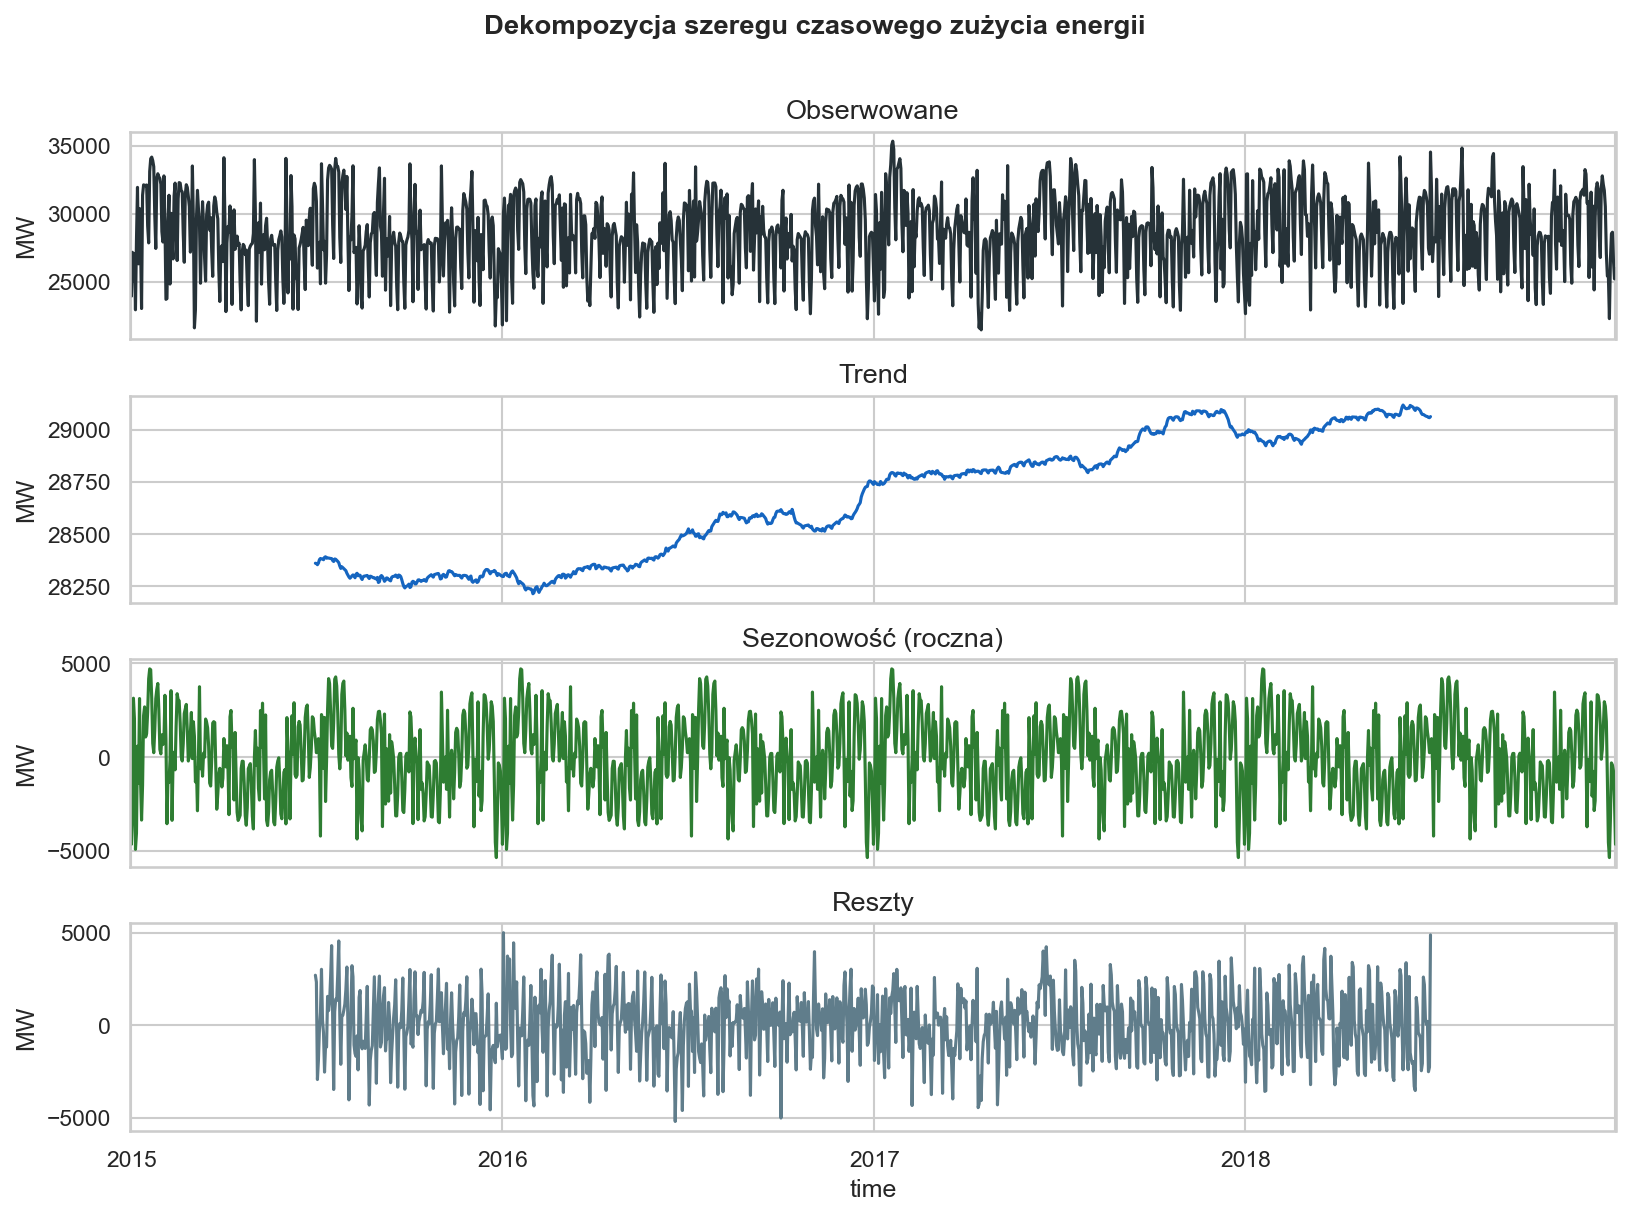 Dekompozycja szeregu czasowego zużycia energii
Obserwowane
35000
30000
25000
MW
Trend
29000
28750
28500
28250
MW
Sezonowość (roczna)
5000
0
−5000
MW
Reszty
5000
0
−5000
MW
2015 2016 2017 2018
time